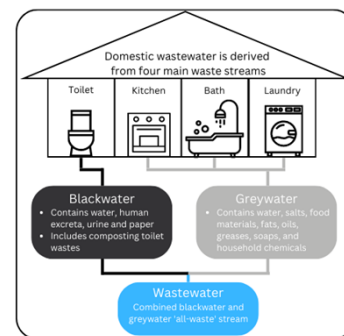 Domestic wastewater is derived
from four main waste streams
Toilet
Kitchen
Bath
Laundry
Blackwater
• Contains water, human
excreta, urine and paper
• Includes composting toilet
wastes
Greywater
• Contains water, salts, food
materials, fats, oils,
greases, soaps, and
household chemicals
Wastewater
Combined blackwater and
greywater 'all-waste' stream